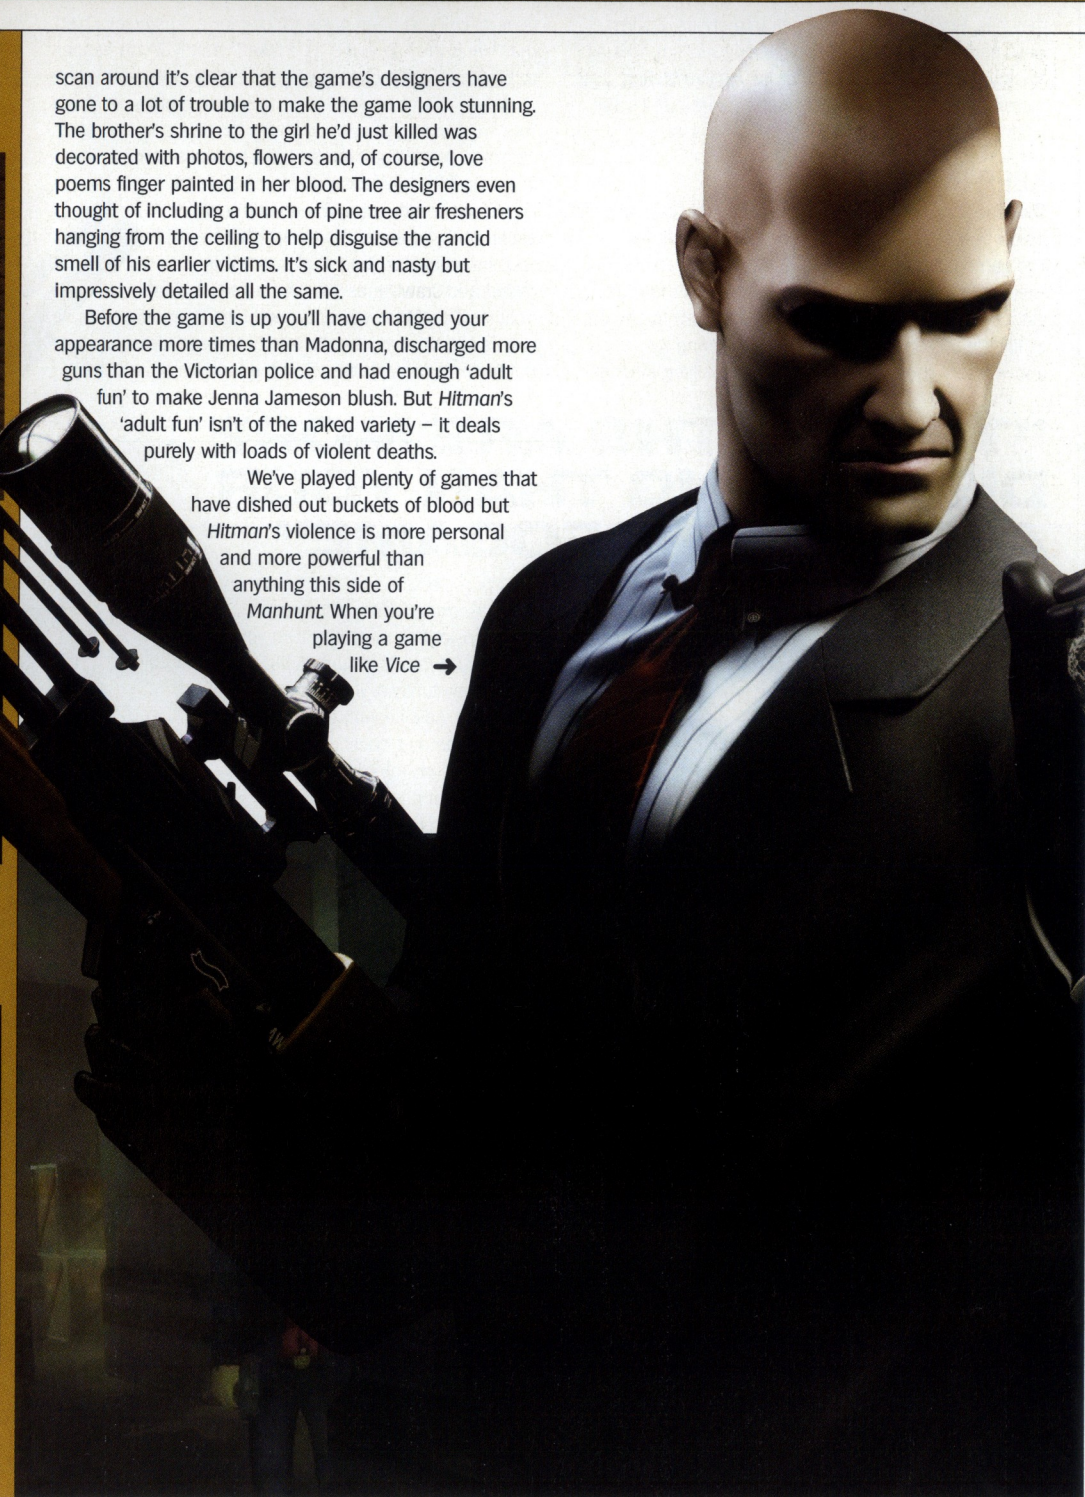 scan around it's clear that the game's designers have
gone to a lot of trouble to make the game look stunning.
The brother's shrine to the girl he'd just killed was
decorated with photos, flowers and, of course, love
poems finger painted in her blood. The designers even
thought of including a bunch of pine tree air fresheners
hanging from the ceiling to help disguise the rancid
smell of his earlier victims. It's sick and nasty but
impressively detailed all the same.
Before the game is up you'll have changed your
appearance more times than Madonna, discharged more
guns than the Victorian police and had enough ‘adult
fun’ to make Jenna Jameson blush. But Hitman's
‘adult fun’ isn't of the naked variety – it deals
purely with loads of violent deaths.
We've played plenty of games that
have dished out buckets of blood but
Hitman's violence is more personal
and more powerful than
anything this side of
Manhunt. When you're
playing a game
like Vice ➔